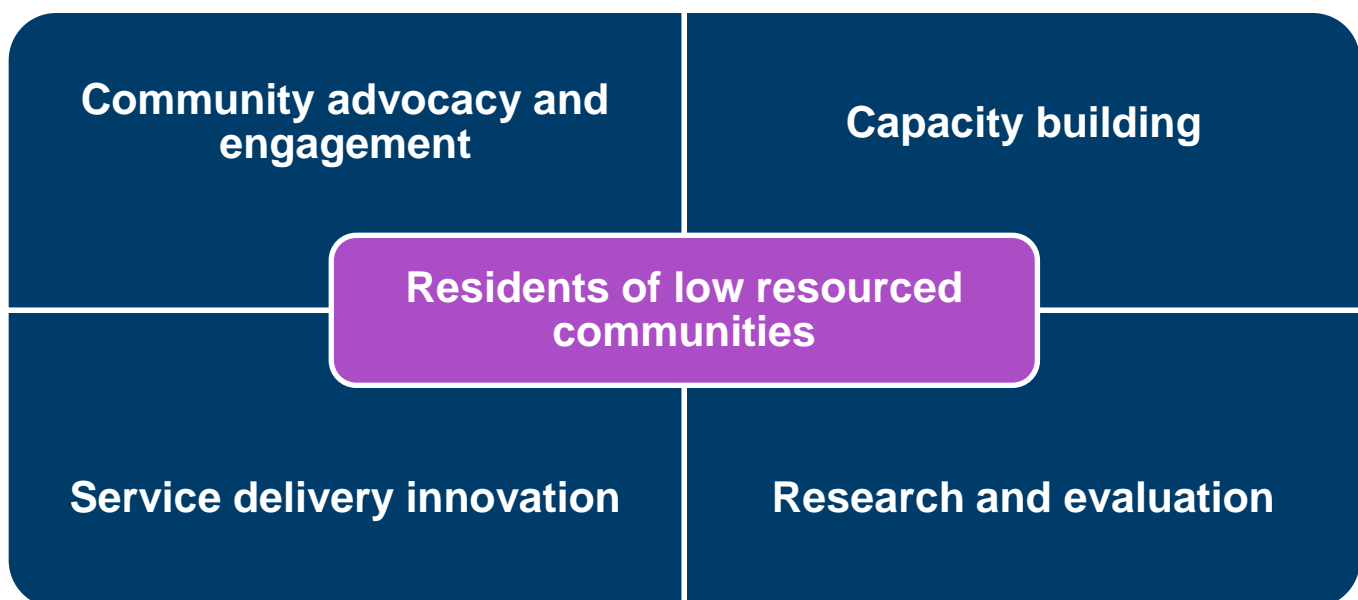 Community advocacy and
engagement
Capacity building
Residents of low resourced
communities
Service delivery innovation
Research and evaluation